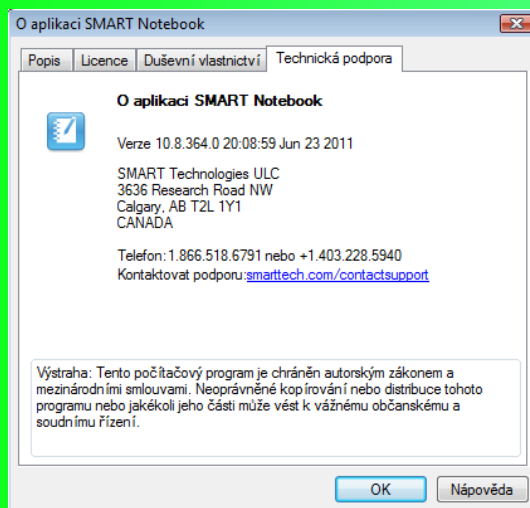 O aplikaci SMART Notebook
Popis
Licence
Duševní vlastnictví
Technická podpora
O aplikaci SMART Notebook
Verze 10.8.364.0 20:08:59 Jun 23 2011
SMART Technologies ULC
3636 Research Road NW
Calgary, AB T2L 1Y1
CANADA
Telefon: 1.866.518.6791 nebo +1.403.228.5940
Kontaktovat podporu:smarttech.com/contactsupport
Výstraha: Tento počítačový program je chráněn autorským zákonem a
mezinárodními smlouvami. Neoprávněné kopírování nebo distribuce tohoto
programu nebo jakékoli jeho části může vést k vážnému občanskému a
soudnímu řízení.
OK
Nápověda